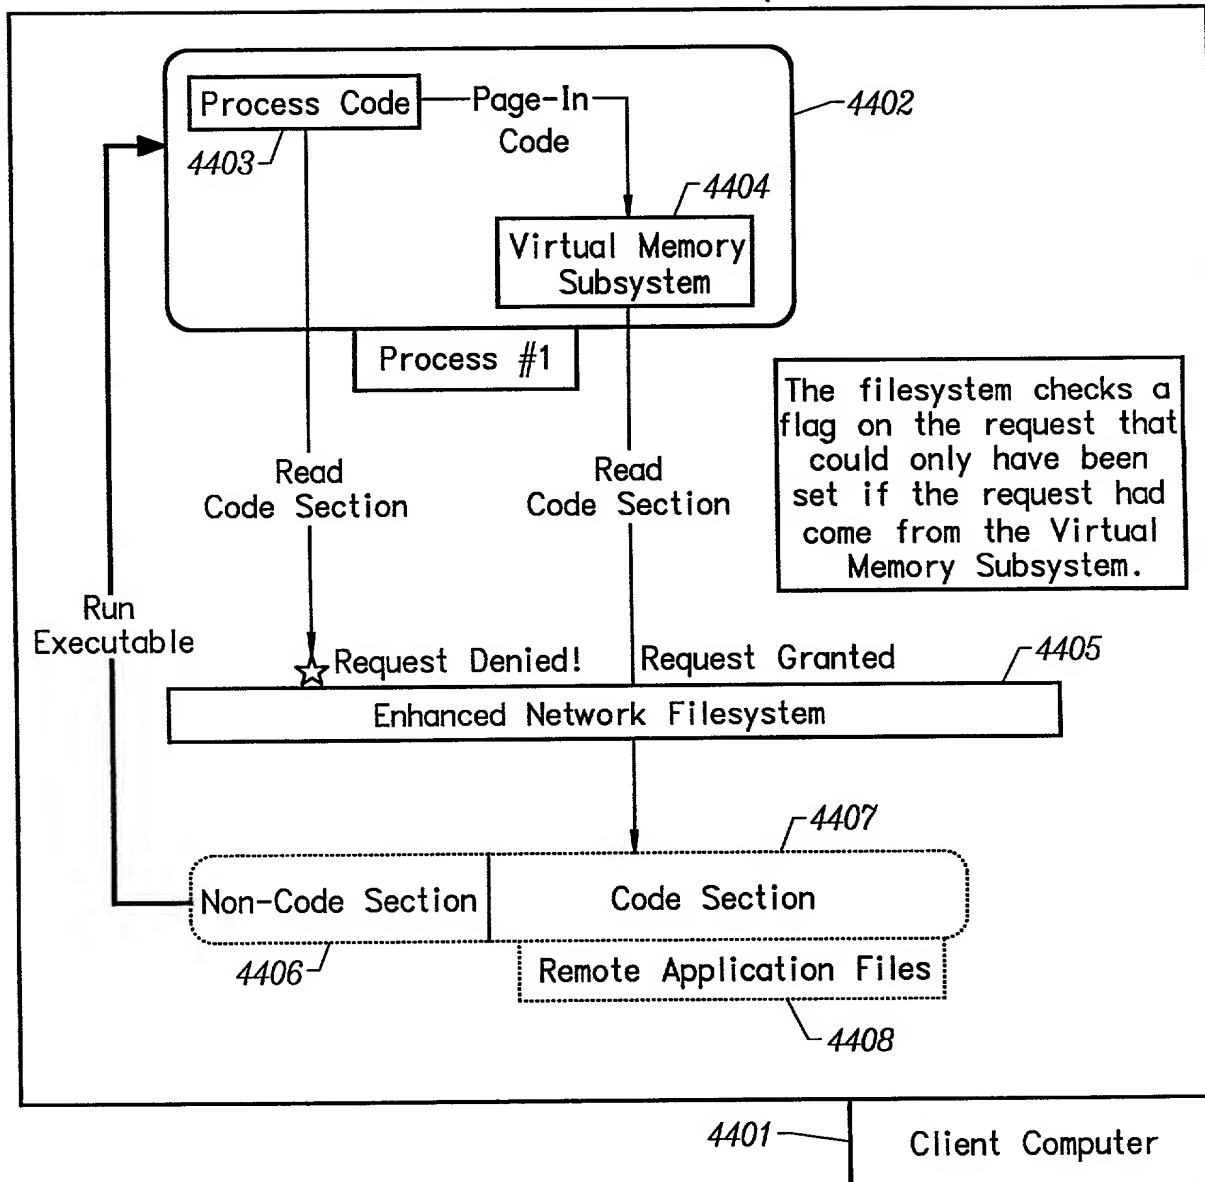 Process Code
Page-In
Code
4402
4403
4404
Virtual Memory
Subsystem
Process #1
The filesystem checks a
flag on the request that
could only have been
set if the request had
come from the Virtual
Memory Subsystem.
Read
Code Section
Read
Code Section
Run
Executable
Request Denied!
Request Granted
4405
Enhanced Network Filesystem
4407
Non-Code Section
Code Section
4406
Remote Application Files
4408
4401
Client Computer